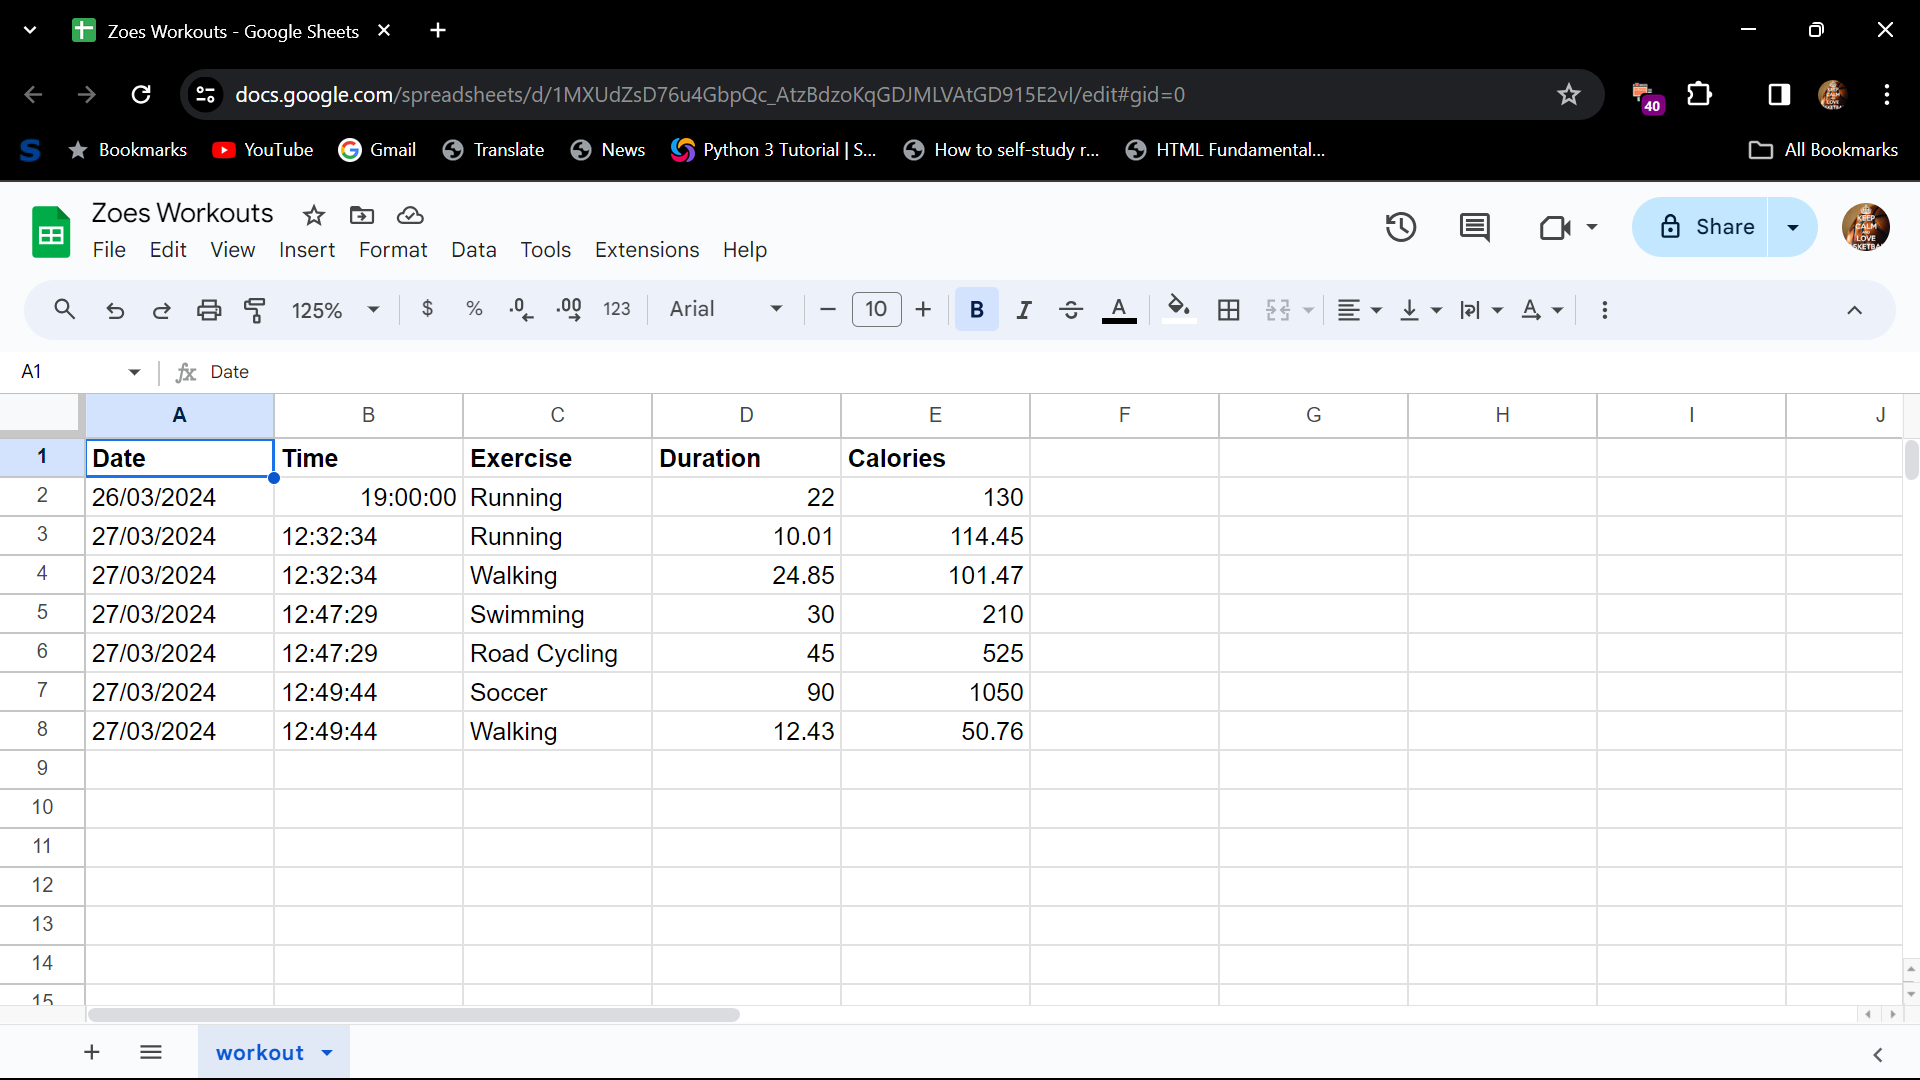 Zoes Workouts - Google Sheets
docs.google.com/spreadsheets/d/1MXUdZsD76u4GbpQc_AtzBdzoKqGDJMLVAtGD915E2vI/edit#gid=0
40
Bookmarks YouTube Gmail Translate News Python 3 Tutorial | S... How to self-study r... HTML Fundamental... All Bookmarks
Zoes Workouts
File Edit View Insert Format Data Tools Extensions Help
Share
KEEP CALM AND LOVE
125% $ % .0 .00 123 Arial 10 B I S A
A1 fx Date
A B C D E F G H I J
1 Date Time Exercise Duration Calories
2 26/03/2024 19:00:00 Running 22 130
3 27/03/2024 12:32:34 Running 10.01 114.45
4 27/03/2024 12:32:34 Walking 24.85 101.47
5 27/03/2024 12:47:29 Swimming 30 210
6 27/03/2024 12:47:29 Road Cycling 45 525
7 27/03/2024 12:49:44 Soccer 90 1050
8 27/03/2024 12:49:44 Walking 12.43 50.76
9
10
11
12
13
14
15
workout